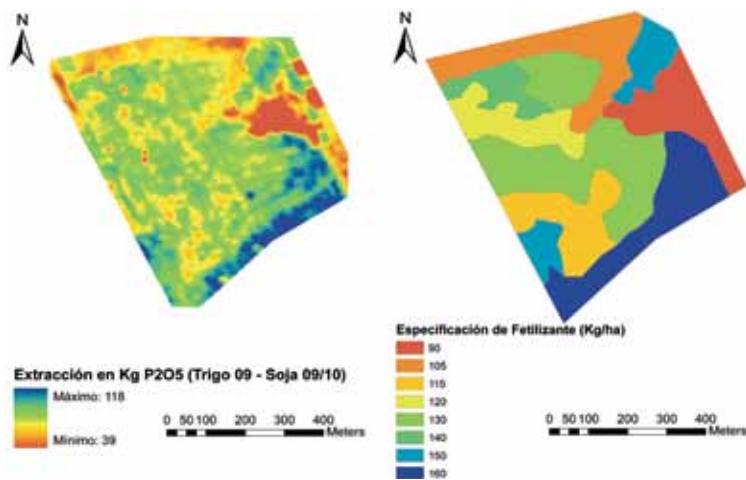 N
N
Extracción en Kg P2O5 (Trigo 09 - Soja 09/10)
Máximo: 118
Mínimo: 39
0 50 100 200 300 400
Meters
Especificación de Fetilizante (Kg/ha)
90
105
115
120
130
140
150
160
0 50 100 200 300 400
Meters